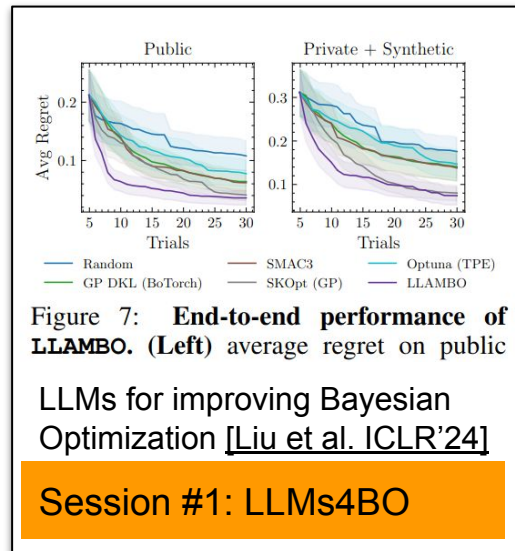 Public Private + Synthetic
Avg Regret
0.2
0.1
0.3
0.2
0.1
5 10 15 20 25 30 5 10 15 20 25 30
Trials Trials
Random SMAC3 Optuna (TPE)
GP DKL (BoTorch) SKOpt (GP) LLAMBO
Figure 7: End-to-end performance of
LLAMBO. (Left) average regret on public
LLMs for improving Bayesian
Optimization [Liu et al. ICLR’24]
Session #1: LLMs4BO